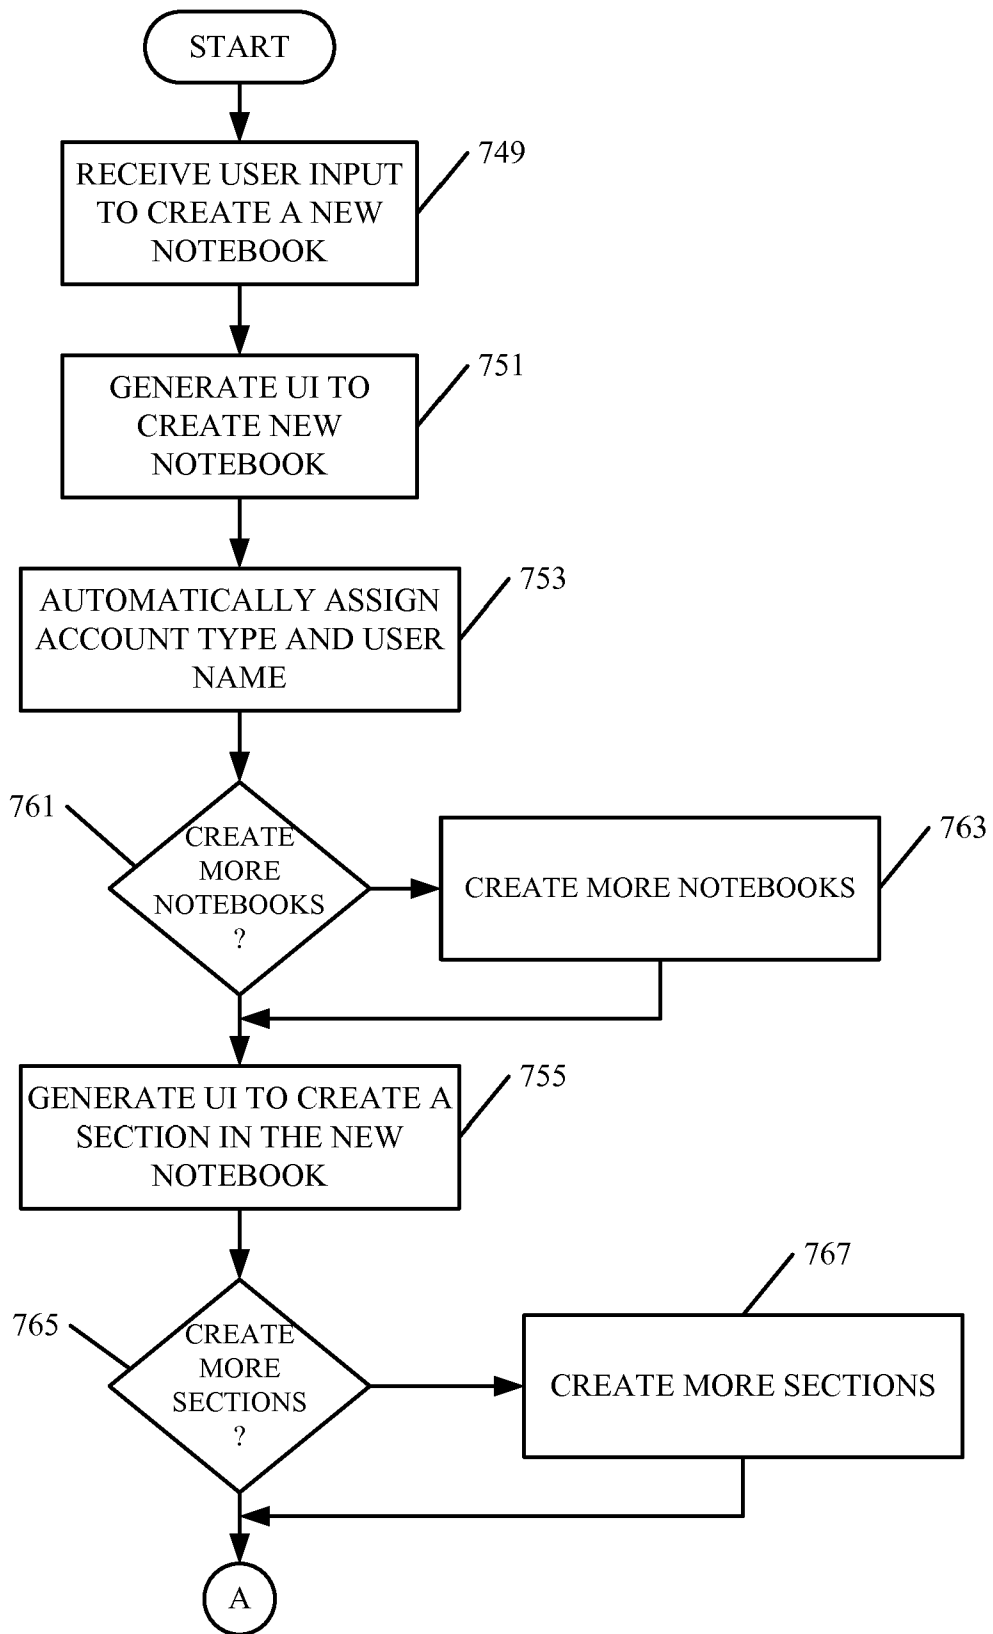 START
749
RECEIVE USER INPUT
TO CREATE A NEW
NOTEBOOK
751
GENERATE UI TO
CREATE NEW
NOTEBOOK
753
AUTOMATICALLY ASSIGN
ACCOUNT TYPE AND USER
NAME
761
CREATE
MORE
NOTEBOOKS
?
763
CREATE MORE NOTEBOOKS
755
GENERATE UI TO CREATE A
SECTION IN THE NEW
NOTEBOOK
765
CREATE
MORE
SECTIONS
?
767
CREATE MORE SECTIONS
A